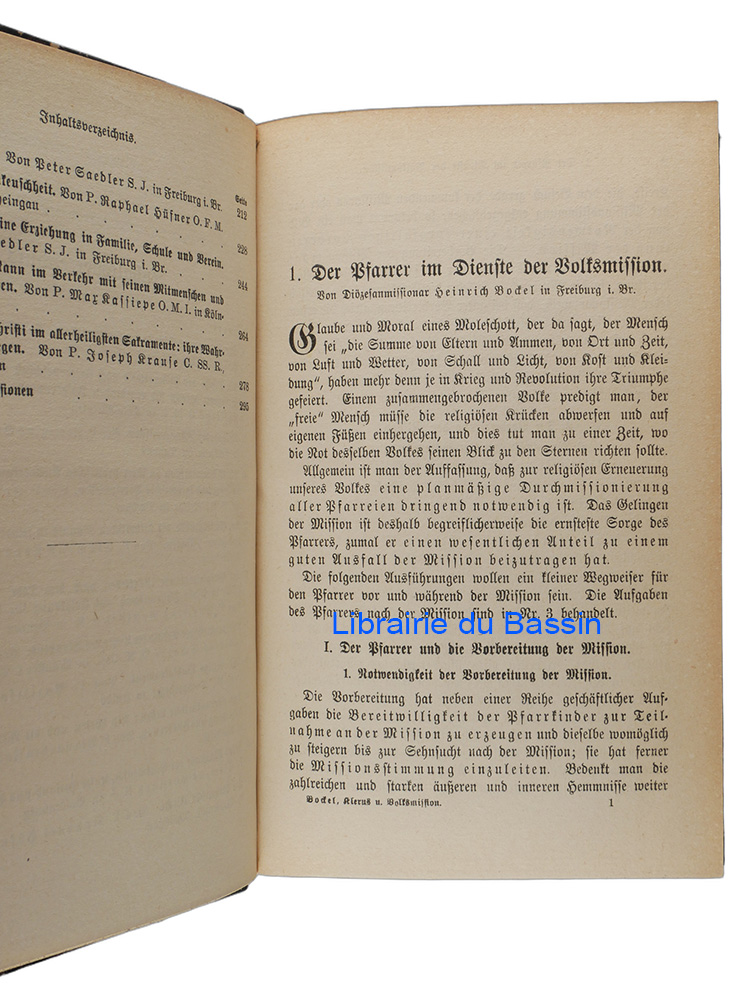 Inhaltsverzeichnis.
Seite
Von Peter Saedler S. J. in Freiburg i. Br.
212
keuschheit. Von P. Raphael Hüfner O. F. M.
heingau . . . . . . . 228
ine Erziehung in Familie, Schule und Verein.
edler S. J. in Freiburg i. Br. . . . 244
ann im Verkehr mit seinen Mitmenschen und
en. Von P. Max Kassiepe O. M. I. in Köln-
. . . . . . . 264
hristi im allerheiligsten Sakramente: ihre Wahr-
gen. Von P. Joseph Krause C. SS. R.
n . . . . . . . 278
sionen . . . . . . . 295
1. Der Pfarrer im Dienste der Volksmission.
Von Diözesanmissionar Heinrich Bockel in Freiburg i. Br.
Glaube und Moral eines Moleschott, der da sagt, der Mensch
sei „die Summe von Eltern und Ammen, von Ort und Zeit,
von Luft und Wetter, von Schall und Licht, von Kost und Klei-
dung“, haben mehr denn je in Krieg und Revolution ihre Triumphe
gefeiert. Einem zusammengebrochenen Volke predigt man, der
„freie“ Mensch müsse die religiösen Krücken abwerfen und auf
eigenen Füßen einhergehen, und dies tut man zu einer Zeit, wo
die Not desselben Volkes seinen Blick zu den Sternen richten sollte.
Allgemein ist man der Auffassung, daß zur religiösen Erneuerung
unseres Volkes eine planmäßige Durchmissionierung
aller Pfarreien dringend notwendig ist. Das Gelingen
der Mission ist deshalb begreiflicherweise die ernsteste Sorge des
Pfarrers, zumal er einen wesentlichen Anteil zu einem
guten Ausfall der Mission beizutragen hat.
Die folgenden Ausführungen wollen ein kleiner Wegweiser für
den Pfarrer vor und während der Mission sein. Die Aufgaben
des Pfarrers nach der Mission sind in Nr. 3 behandelt.
Librairie du Bassin
I. Der Pfarrer und die Vorbereitung der Mission.
1. Notwendigkeit der Vorbereitung der Mission.
Die Vorbereitung hat neben einer Reihe geschäftlicher Auf-
gaben die Bereitwilligkeit der Pfarrkinder zur Teil-
nahme an der Mission zu erzeugen und dieselbe womöglich
zu steigern bis zur Sehnsucht nach der Mission; sie hat ferner
die Missionsstimmung einzuleiten. Bedenkt man die
zahlreichen und starken äußeren und inneren Hemmnisse weiter
Bockel, Klerus u. Volksmission. 1